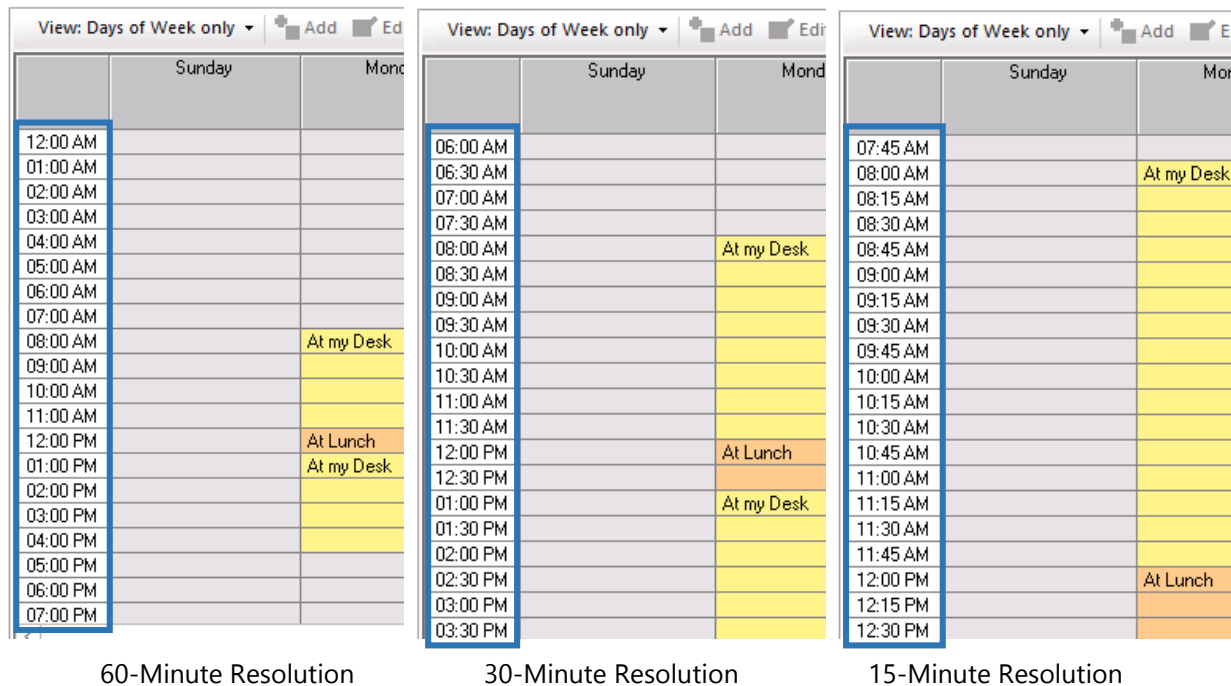 View: Days of Week only Add Ed
Sunday Mond
12:00 AM
01:00 AM
02:00 AM
03:00 AM
04:00 AM
05:00 AM
06:00 AM
07:00 AM
08:00 AM At my Desk
09:00 AM
10:00 AM
11:00 AM
12:00 PM At Lunch
01:00 PM At my Desk
02:00 PM
03:00 PM
04:00 PM
05:00 PM
06:00 PM
07:00 PM
60-Minute Resolution
View: Days of Week only Add Edi
Sunday Mond
06:00 AM
06:30 AM
07:00 AM
07:30 AM
08:00 AM At my Desk
08:30 AM
09:00 AM
09:30 AM
10:00 AM
10:30 AM
11:00 AM
11:30 AM
12:00 PM At Lunch
12:30 PM
01:00 PM At my Desk
01:30 PM
02:00 PM
02:30 PM
03:00 PM
03:30 PM
30-Minute Resolution
View: Days of Week only Add E
Sunday Mon
07:45 AM
08:00 AM At my Desk
08:15 AM
08:30 AM
08:45 AM
09:00 AM
09:15 AM
09:30 AM
09:45 AM
10:00 AM
10:15 AM
10:30 AM
10:45 AM
11:00 AM
11:15 AM
11:30 AM
11:45 AM
12:00 PM At Lunch
12:15 PM
12:30 PM
15-Minute Resolution